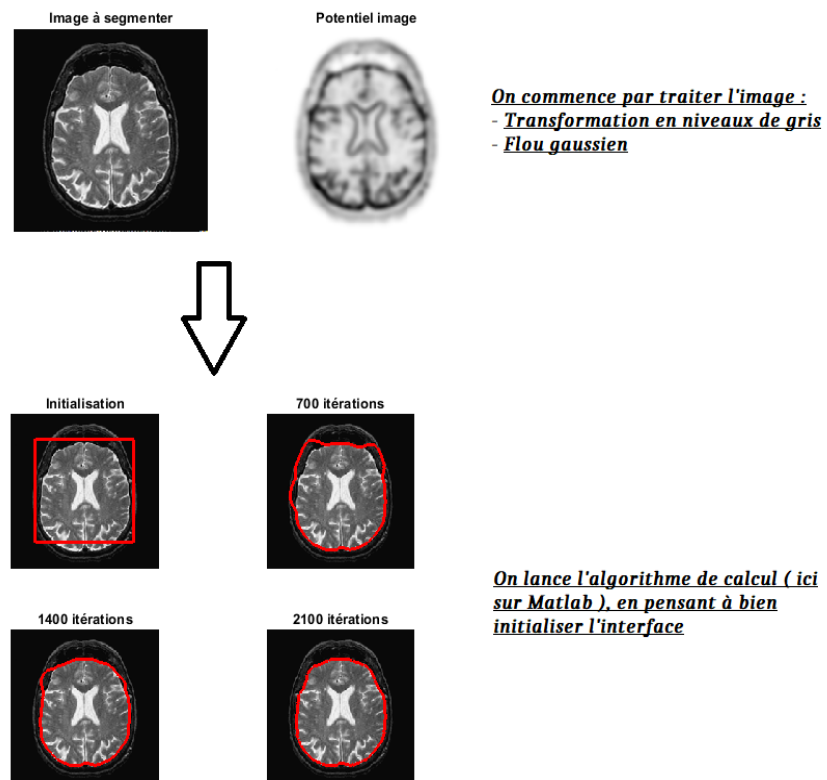 Image à segmenter
Potentiel image
On commence par traiter l'image :
- Transformation en niveaux de gris
- Flou gaussien
Initialisation
700 itérations
1400 itérations
2100 itérations
On lance l'algorithme de calcul ( ici
sur Matlab ), en pensant à bien
initialiser l'interface